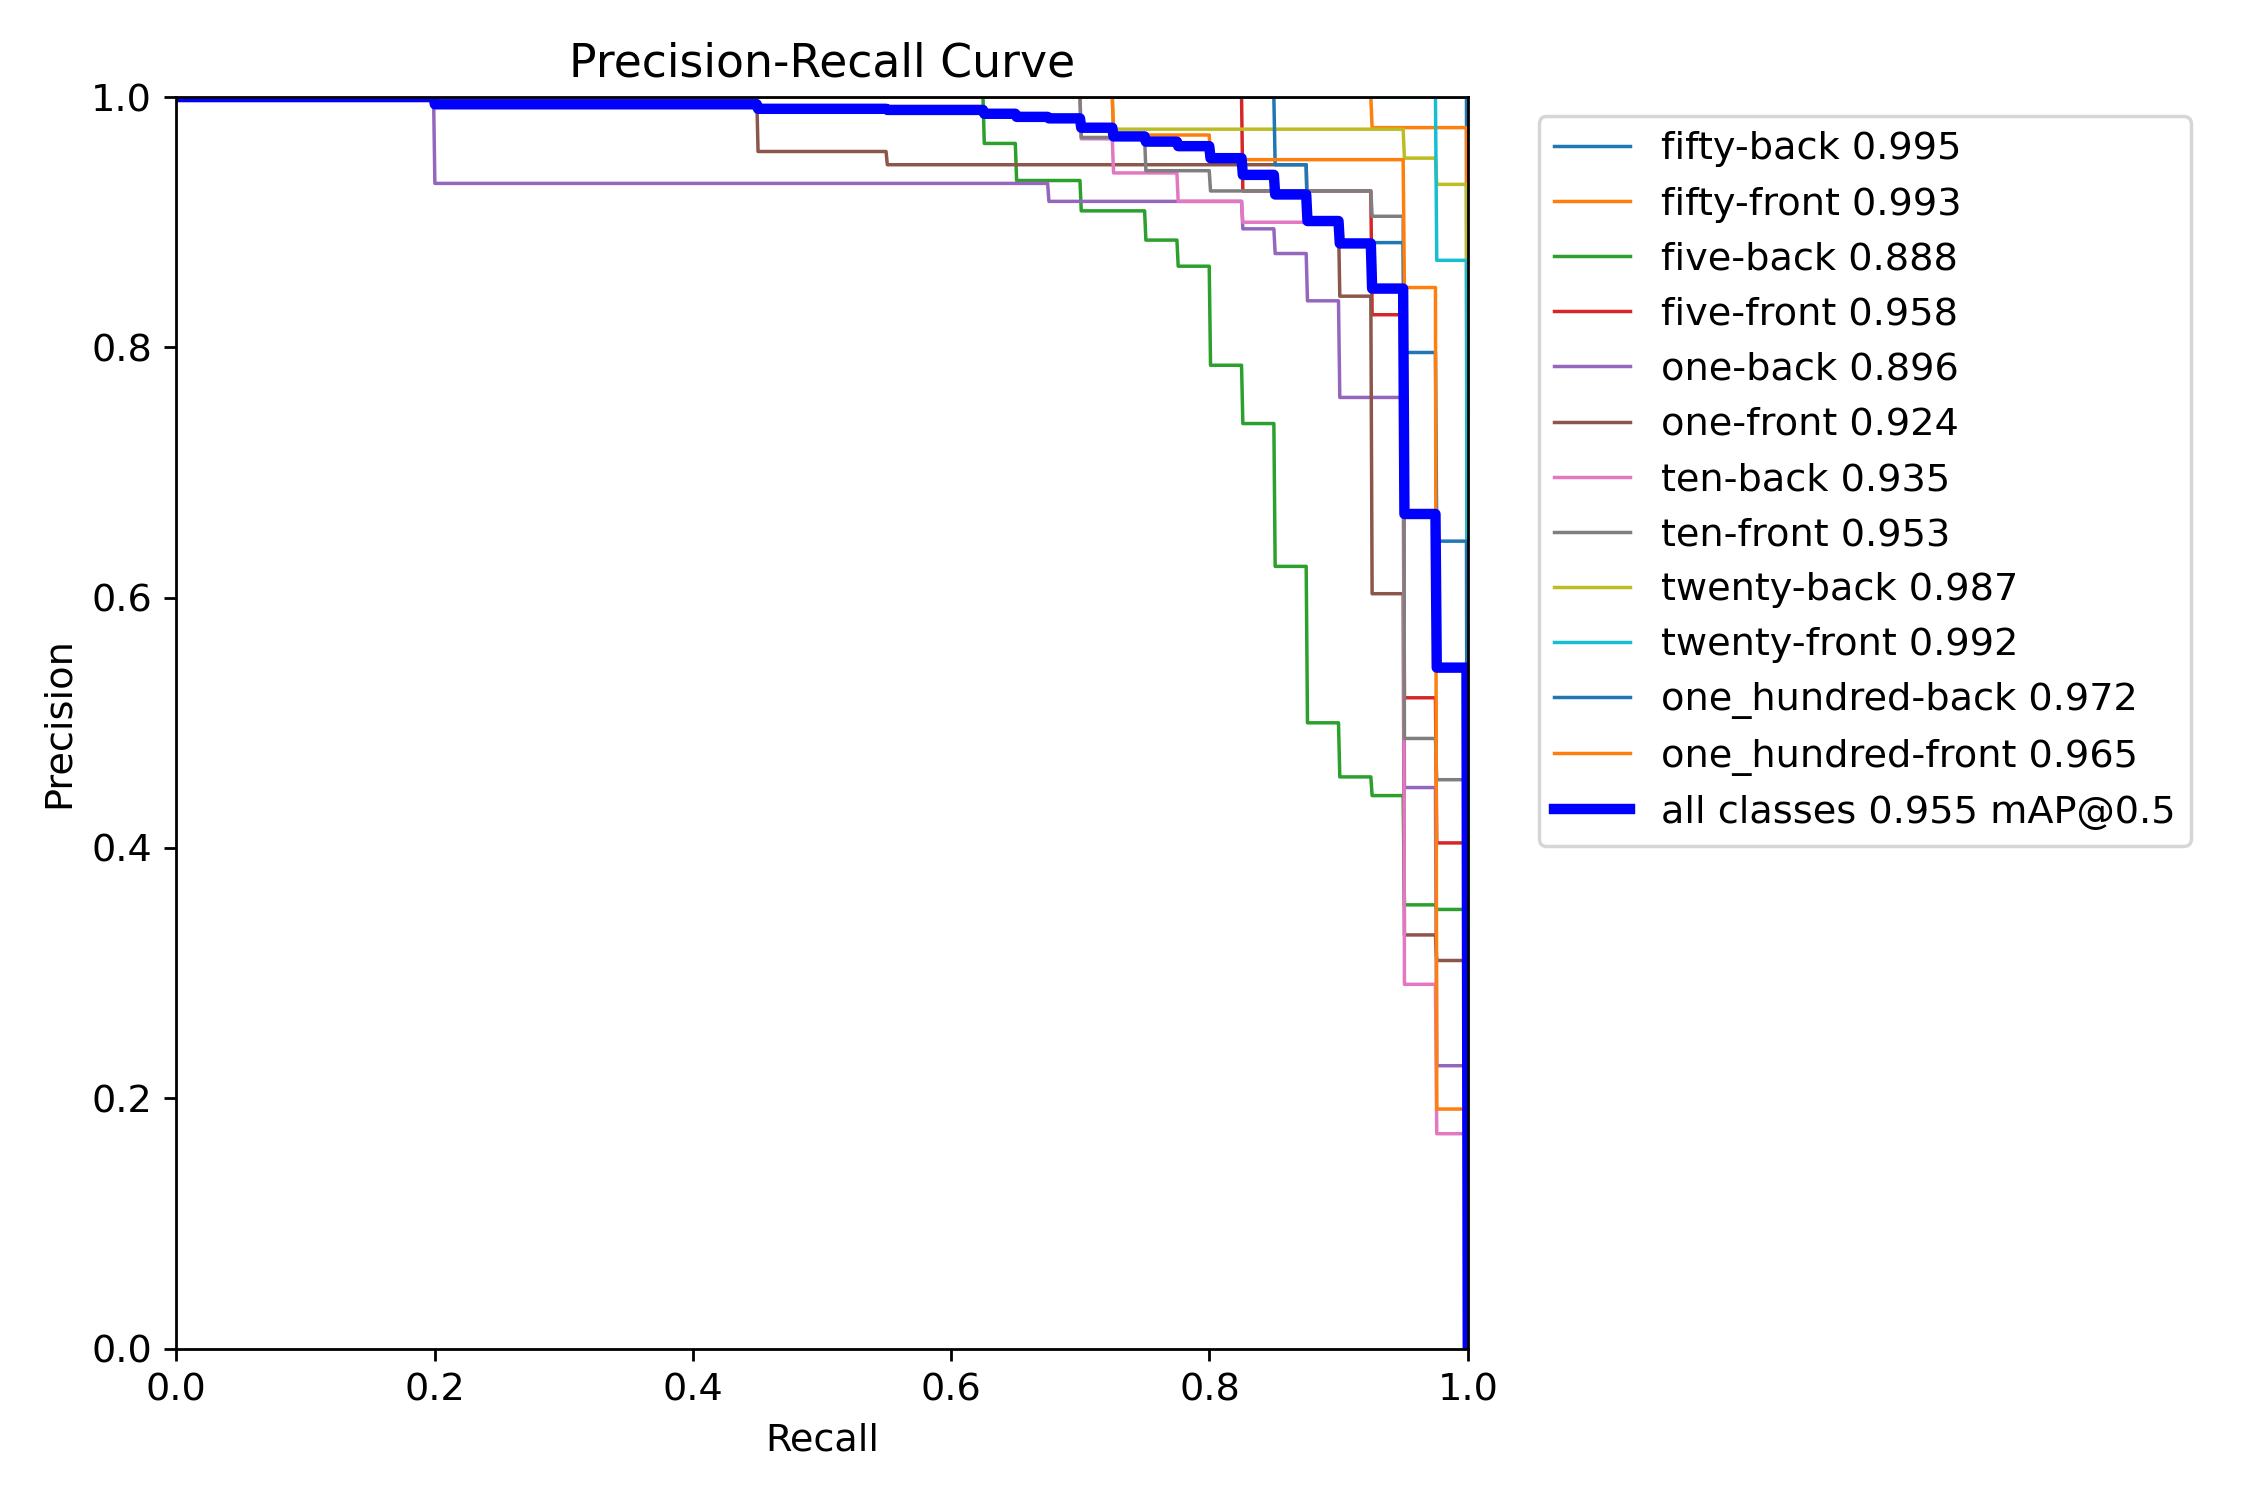 Precision-Recall Curve
1.0
0.8
0.6
0.4
0.2
0.0
Precision
0.0 0.2 0.4 0.6 0.8 1.0
Recall
fifty-back 0.995
fifty-front 0.993
five-back 0.888
five-front 0.958
one-back 0.896
one-front 0.924
ten-back 0.935
ten-front 0.953
twenty-back 0.987
twenty-front 0.992
one_hundred-back 0.972
one_hundred-front 0.965
all classes 0.955 mAP@0.5